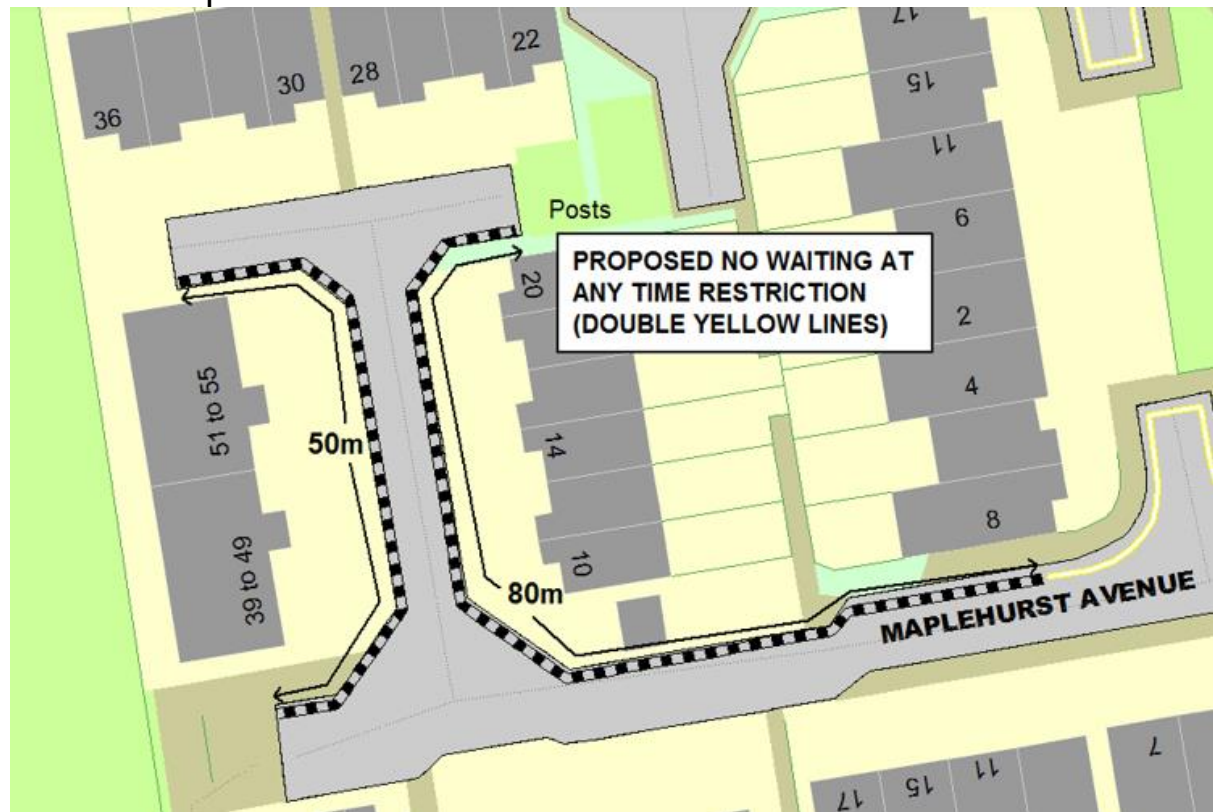 17
22
30
28
15
36
11
6
Posts
PROPOSED NO WAITING AT
ANY TIME RESTRICTION
(DOUBLE YELLOW LINES)
20
2
51 to 55
4
50m
14
8
39 to 49
10
80m
MAPLEHURST AVENUE
7
11
15
17